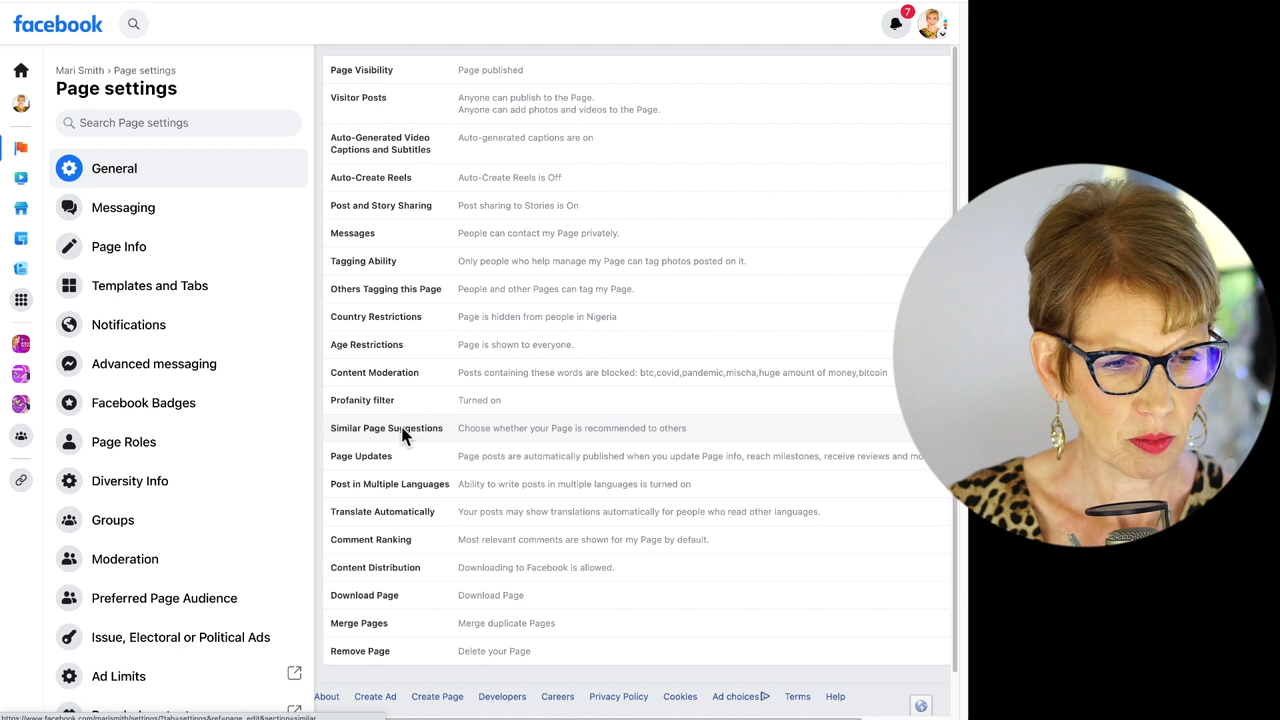 facebook
7
Mari Smith › Page settings
Page settings
Search Page settings
General
Messaging
Page Info
Templates and Tabs
Notifications
Advanced messaging
Facebook Badges
Page Roles
Diversity Info
Groups
Moderation
Preferred Page Audience
Issue, Electoral or Political Ads
Ad Limits
Page Visibility Page published
Visitor Posts Anyone can publish to the Page.
Anyone can add photos and videos to the Page.
Auto-Generated Video Auto-generated captions are on
Captions and Subtitles
Auto-Create Reels Auto-Create Reels is Off
Post and Story Sharing Post sharing to Stories is On
Messages People can contact my Page privately.
Tagging Ability Only people who help manage my Page can tag photos posted on it.
Others Tagging this Page People and other Pages can tag my Page.
Country Restrictions Page is hidden from people in Nigeria
Age Restrictions Page is shown to everyone.
Content Moderation Posts containing these words are blocked: btc,covid,pandemic,mischa,huge amount of money,bitcoin
Profanity filter Turned on
Similar Page Suggestions Choose whether your Page is recommended to others
Page Updates Page posts are automatically published when you update Page info, reach milestones, receive reviews and mo
Post in Multiple Languages Ability to write posts in multiple languages is turned on
Translate Automatically Your posts may show translations automatically for people who read other languages.
Comment Ranking Most relevant comments are shown for my Page by default.
Content Distribution Downloading to Facebook is allowed.
Download Page Download Page
Merge Pages Merge duplicate Pages
Remove Page Delete your Page
About Create Ad Create Page Developers Careers Privacy Policy Cookies Ad choices Terms Help